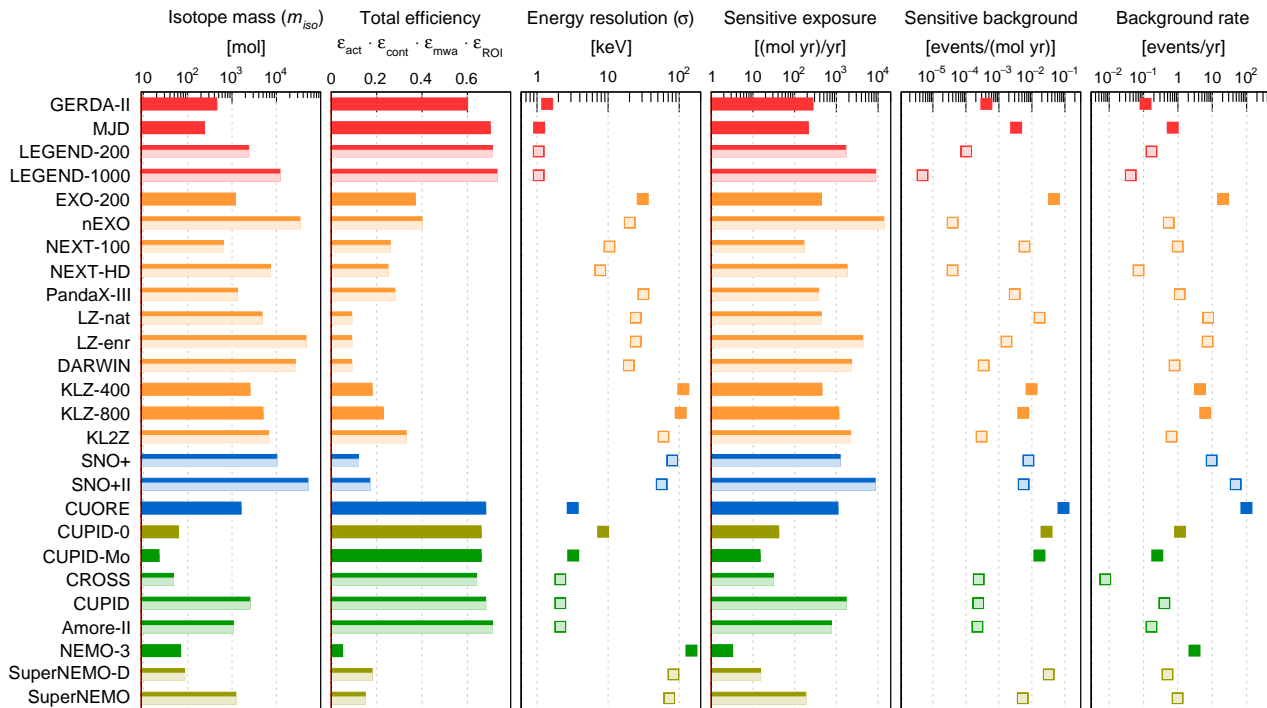 Isotope mass (m_iso) Total efficiency Energy resolution (σ) Sensitive exposure Sensitive background Background rate
[mol] ε_act · ε_cont · ε_mwa · ε_ROI [keV] [(mol yr)/yr] [events/(mol yr)] [events/yr]
10 10² 10³ 10⁴ 0 0.2 0.4 0.6 1 10 10² 1 10 10² 10³ 10⁴ 10⁻⁵ 10⁻⁴ 10⁻³ 10⁻² 10⁻¹ 10⁻² 10⁻¹ 1 10 10²
GERDA-II
MJD
LEGEND-200
LEGEND-1000
EXO-200
nEXO
NEXT-100
NEXT-HD
PandaX-III
LZ-nat
LZ-enr
DARWIN
KLZ-400
KLZ-800
KL2Z
SNO+
SNO+II
CUORE
CUPID-0
CUPID-Mo
CROSS
CUPID
Amore-II
NEMO-3
SuperNEMO-D
SuperNEMO